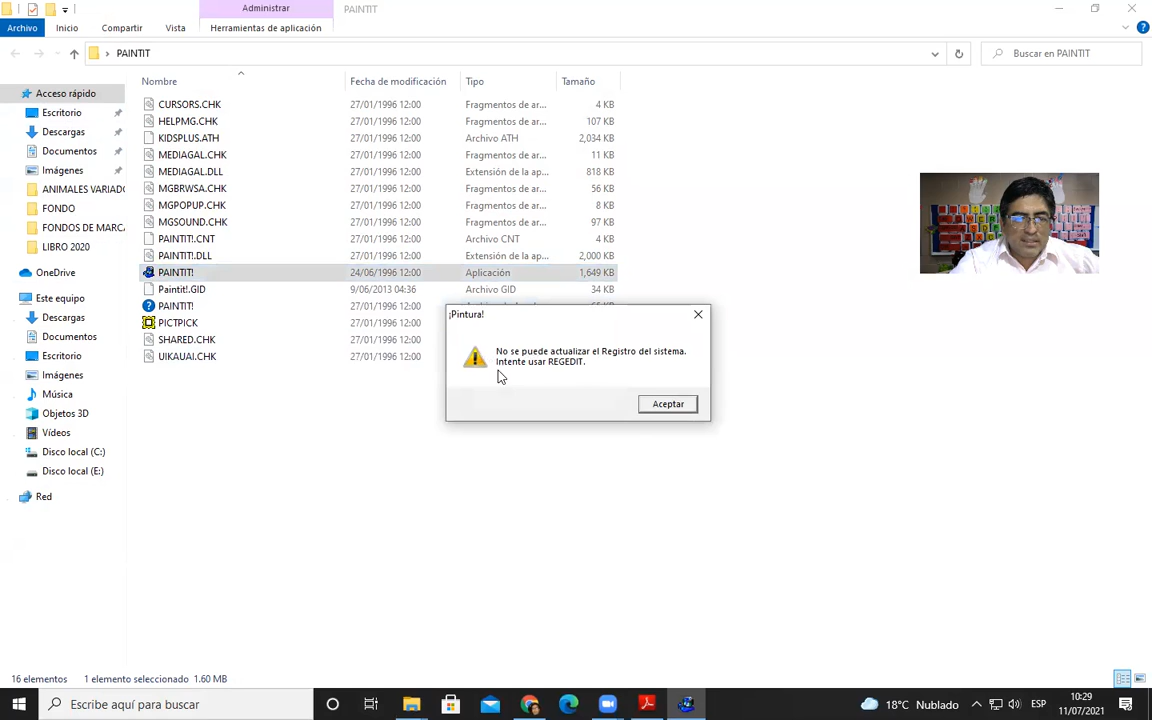 Administrar
PAINTIT
Archivo
Inicio
Compartir
Vista
Herramientas de aplicación
PAINTIT
Buscar en PAINTIT
Nombre
Fecha de modificación
Tipo
Tamaño
CURSORS.CHK 27/01/1996 12:00 Fragmentos de ar... 4 KB
HELPMG.CHK 27/01/1996 12:00 Fragmentos de ar... 107 KB
KIDSPLUS.ATH 27/01/1996 12:00 Archivo ATH 2,034 KB
MEDIAGAL.CHK 27/01/1996 12:00 Fragmentos de ar... 11 KB
MEDIAGAL.DLL 27/01/1996 12:00 Extensión de la ap... 818 KB
MGBRWSA.CHK 27/01/1996 12:00 Fragmentos de ar... 56 KB
MGPOPUP.CHK 27/01/1996 12:00 Fragmentos de ar... 8 KB
MGSOUND.CHK 27/01/1996 12:00 Fragmentos de ar... 97 KB
PAINTIT!.CNT 27/01/1996 12:00 Archivo CNT 4 KB
PAINTIT!.DLL 27/01/1996 12:00 Extensión de la ap... 2,000 KB
PAINTIT! 24/06/1996 12:00 Aplicación 1,649 KB
Paintit!.GID 9/06/2013 04:36 Archivo GID 34 KB
PAINTIT! 27/01/1996 12:00
PICTPICK 27/01/1996 12:00
SHARED.CHK 27/01/1996 12:00
UIKAUAI.CHK 27/01/1996 12:00
Acceso rápido
Escritorio
Descargas
Documentos
Imágenes
ANIMALES VARIADO
FONDO
FONDOS DE MARCA
LIBRO 2020
OneDrive
Este equipo
Descargas
Documentos
Escritorio
Imágenes
Música
Objetos 3D
Vídeos
Disco local (C:)
Disco local (E:)
Red
¡Pintura!
No se puede actualizar el Registro del sistema.
Intente usar REGEDIT.
Aceptar
16 elementos
1 elemento seleccionado 1.60 MB
Escribe aquí para buscar
18°C Nublado
ESP
10:29
11/07/2021